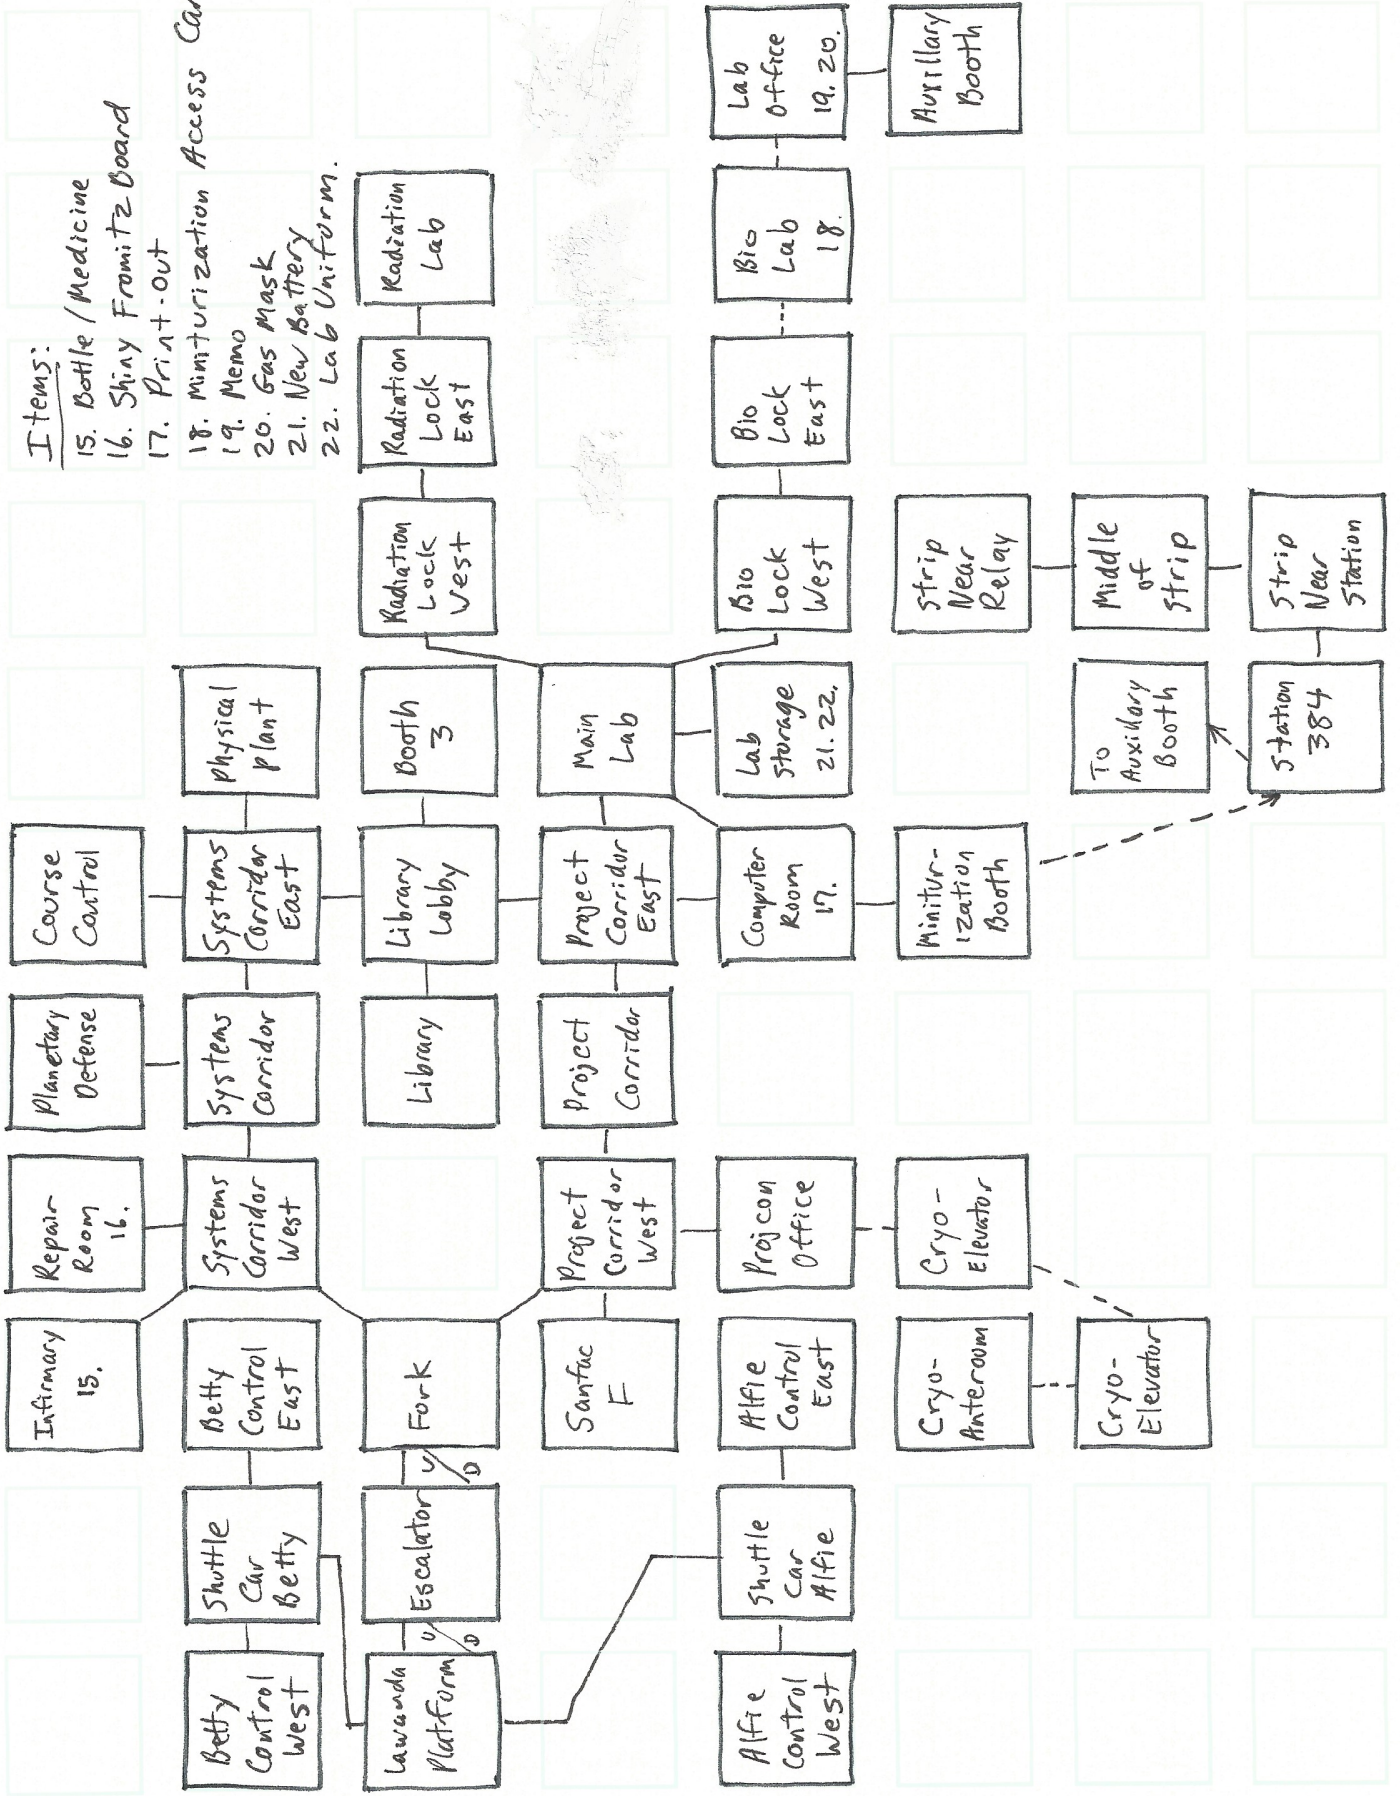 Infirmary
15.
Repair
Room
16.
Planetary
Defense
Course
Control
Items:
15. Bottle / Medicine
16. Shiny Fromitz Board
17. Print-Out
18. Miniturization Access Car
19. Memo
20. Gas Mask
21. New Battery
22. Lab Uniform.
Betty
Control
West
Shuttle
Car
Betty
Betty
Control
East
Systems
Corridor
West
Systems
Corridor
Systems
Corridor
East
Physical
Plant
Lawanda
Platform
U/D
Escalator
U/D
Fork
Library
Library
Lobby
Booth
3
Radiation
Lock
West
Radiation
Lock
East
Radiation
Lab
Sanfac
F
Project
Corridor
West
Project
Corridor
Project
Corridor
East
Main
Lab
Alfie
Control
West
Shuttle
Car
Alfie
Alfie
Control
East
Projcon
Office
Computer
Room
17.
Lab
Storage
21. 22.
Bio
Lock
West
Bio
Lock
East
Bio
Lab
18.
Lab
Office
19. 20.
Cryo-
Anteroom
Cryo-
Elevator
Minitur-
ization
Booth
Strip
Near
Relay
Auxillary
Booth
Cryo-
Elevator
To
Auxiliary
Booth
Middle
of
Strip
Station
384
Strip
Near
Station